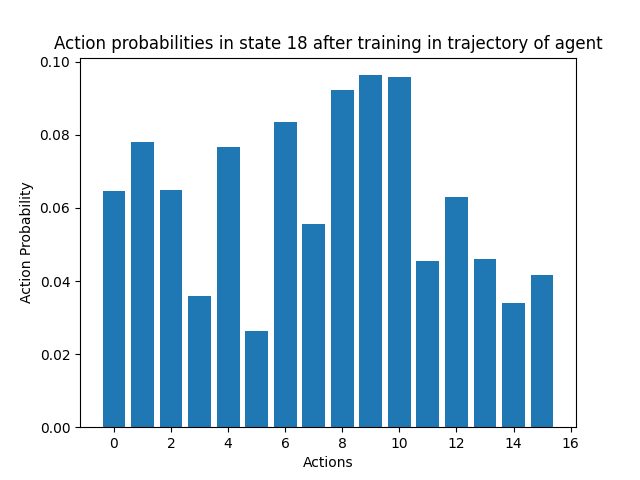 Action probabilities in state 18 after training in trajectory of agent
0.10
0.08
0.06
0.04
0.02
0.00
Action Probability
0 2 4 6 8 10 12 14 16
Actions